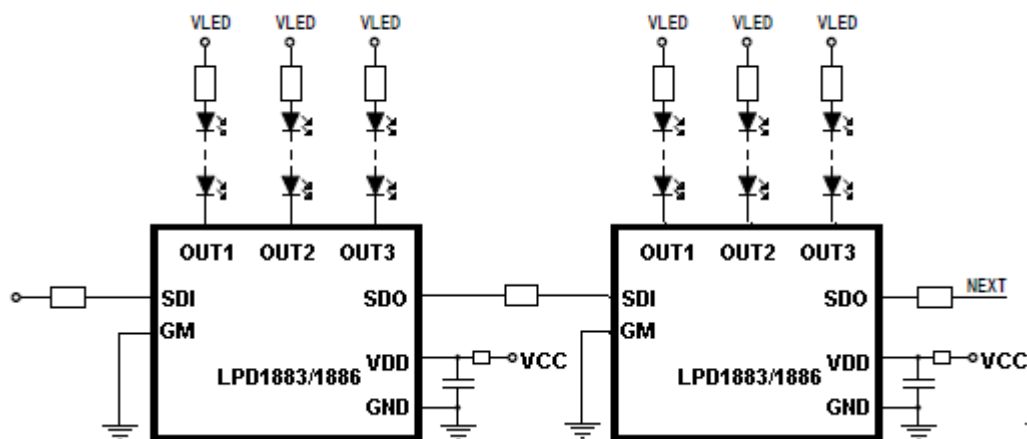 VLED VLED VLED VLED VLED VLED
OUT1 OUT2 OUT3 OUT1 OUT2 OUT3
SDI SDO SDI SDO NEXT
GM GM
VDD VCC VDD VCC
LPD1883/1886 LPD1883/1886
GND GND